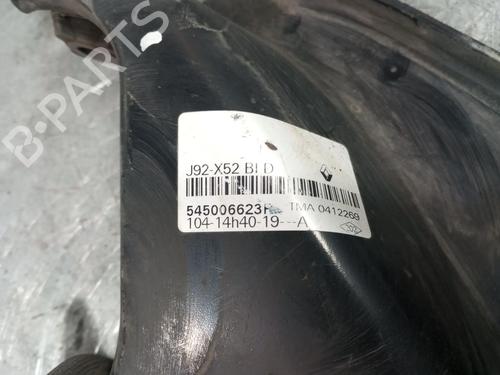 B-PARTS
J92-X52 BI D
545006623R TMA 0412269
104-14h40-19---A